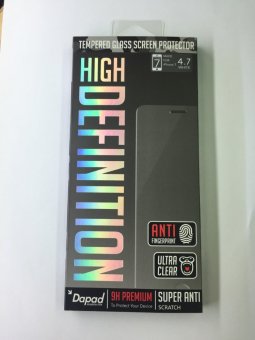 TEMPERED GLASS SCREEN PROTECTOR
HIGH
DEFINITION
7
4.7
ANTI
FINGERPRINT
ULTRA
CLEAR
Dapad
9H PREMIUM
To Protect Your Device
SUPER ANTI
SCRATCH